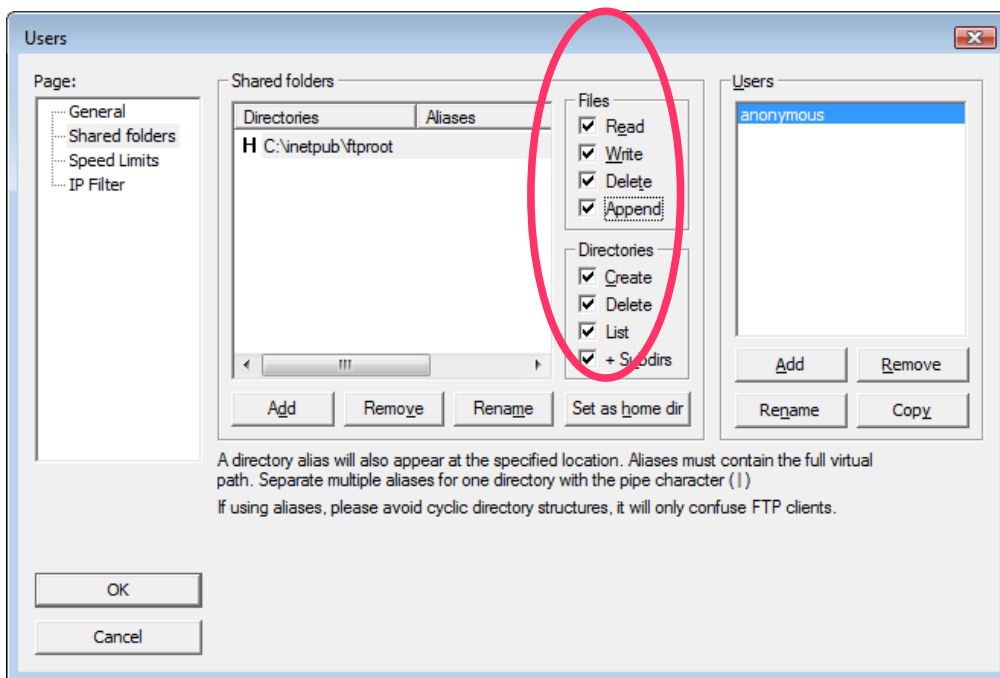 Users
Page:
General
Shared folders
Speed Limits
IP Filter
Shared folders
Directories Aliases
H C:\inetpub\ftproot
Files
Read
Write
Delete
Append
Directories
Create
Delete
List
+ Subdirs
Add Remove Rename Set as home dir
Users
anonymous
Add Remove
Rename Copy
A directory alias will also appear at the specified location. Aliases must contain the full virtual
path. Separate multiple aliases for one directory with the pipe character (|)
If using aliases, please avoid cyclic directory structures, it will only confuse FTP clients.
OK
Cancel